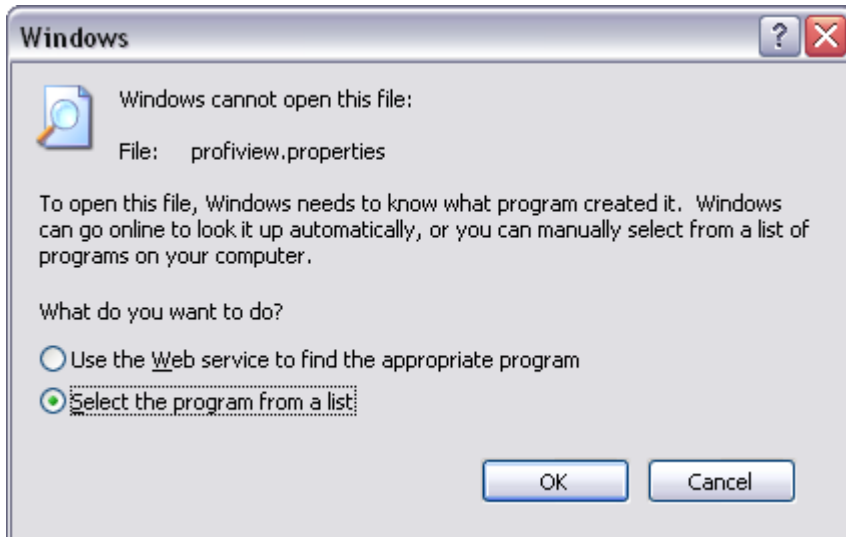 Windows
Windows cannot open this file:
File: profiview.properties
To open this file, Windows needs to know what program created it. Windows
can go online to look it up automatically, or you can manually select from a list of
programs on your computer.
What do you want to do?
Use the Web service to find the appropriate program
Select the program from a list
OK Cancel